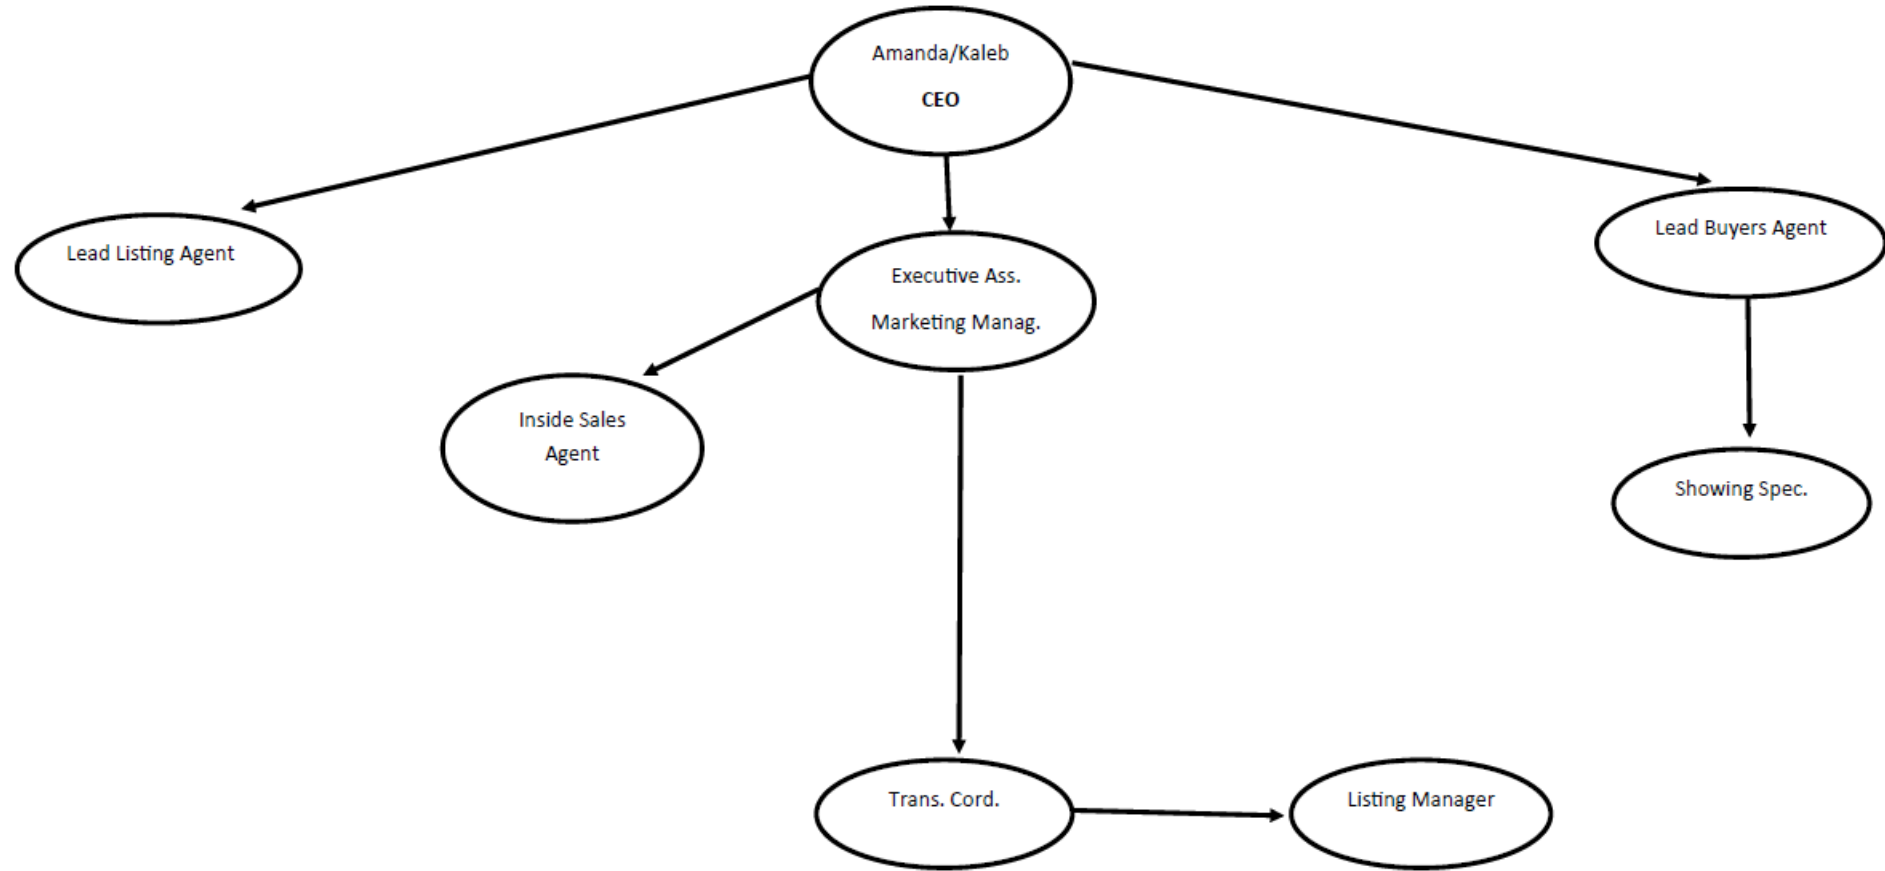 Amanda/Kaleb
CEO
Lead Listing Agent
Lead Buyers Agent
Executive Ass.
Marketing Manag.
Inside Sales
Agent
Showing Spec.
Trans. Cord.
Listing Manager